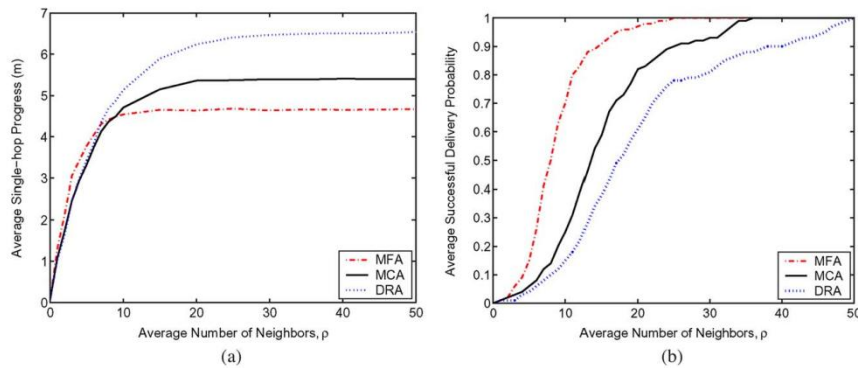 7
6
5
4
3
2
1
0
0 10 20 30 40 50
Average Single-hop Progress (m)
Average Number of Neighbors, ρ
MFA
MCA
DRA
(a)
1
0.9
0.8
0.7
0.6
0.5
0.4
0.3
0.2
0.1
0
0 10 20 30 40 50
Average Successful Delivery Probability
Average Number of Neighbors, ρ
MFA
MCA
DRA
(b)